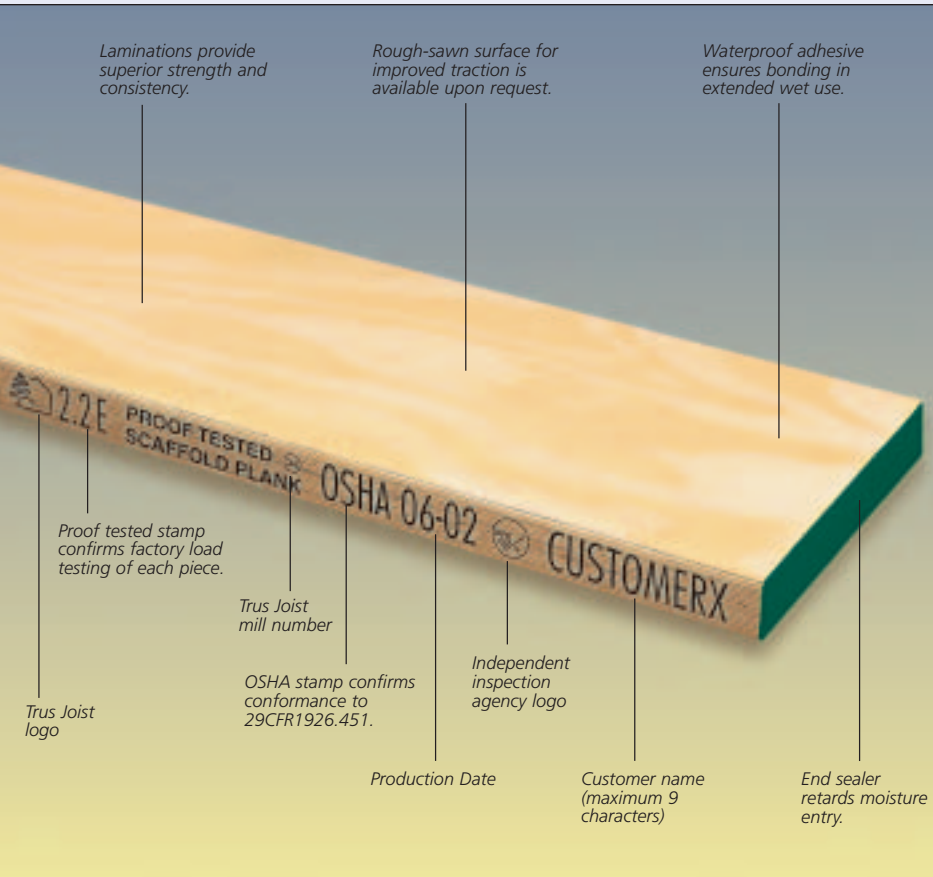 Laminations provide
superior strength and
consistency.
Rough-sawn surface for
improved traction is
available upon request.
Waterproof adhesive
ensures bonding in
extended wet use.
2.2E PROOF TESTED
SCAFFOLD PLANK
OSHA 06-02 CUSTOMERX
Proof tested stamp
confirms factory load
testing of each piece.
Trus Joist
mill number
OSHA stamp confirms
conformance to
29CFR1926.451.
Independent
inspection
agency logo
Trus Joist
logo
Production Date
Customer name
(maximum 9
characters)
End sealer
retards moisture
entry.